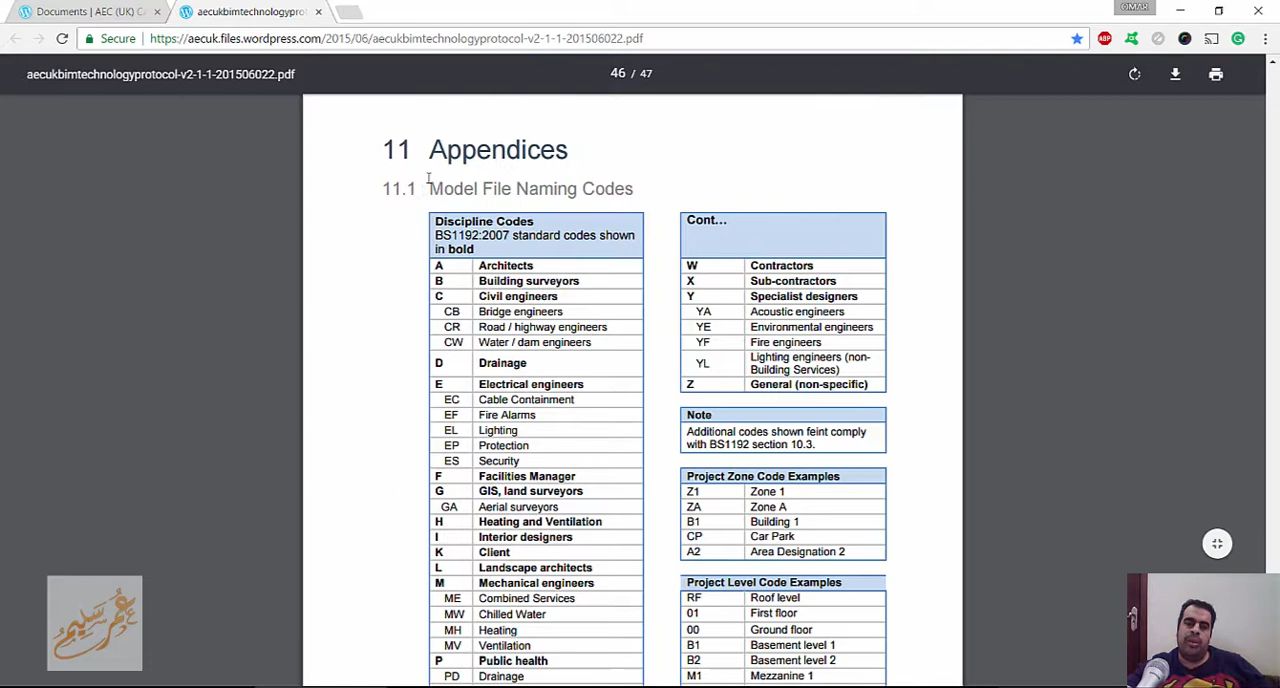 Documents | AEC (UK) C
aecukbimtechnologypro
OMAR
Secure
https://aecuk.files.wordpress.com/2015/06/aecukbimtechnologyprotocol-v2-1-1-201506022.pdf
ABP
aecukbimtechnologyprotocol-v2-1-1-201506022.pdf
46 / 47
11 Appendices
11.1 Model File Naming Codes
Discipline Codes
BS1192:2007 standard codes shown
in bold
A Architects
B Building surveyors
C Civil engineers
CB Bridge engineers
CR Road / highway engineers
CW Water / dam engineers
D Drainage
E Electrical engineers
EC Cable Containment
EF Fire Alarms
EL Lighting
EP Protection
ES Security
F Facilities Manager
G GIS, land surveyors
GA Aerial surveyors
H Heating and Ventilation
I Interior designers
K Client
L Landscape architects
M Mechanical engineers
ME Combined Services
MW Chilled Water
MH Heating
MV Ventilation
P Public health
PD Drainage
Cont...
W Contractors
X Sub-contractors
Y Specialist designers
YA Acoustic engineers
YE Environmental engineers
YF Fire engineers
YL Lighting engineers (non-
Building Services)
Z General (non-specific)
Note
Additional codes shown feint comply
with BS1192 section 10.3.
Project Zone Code Examples
Z1 Zone 1
ZA Zone A
B1 Building 1
CP Car Park
A2 Area Designation 2
Project Level Code Examples
RF Roof level
01 First floor
00 Ground floor
B1 Basement level 1
B2 Basement level 2
M1 Mezzanine 1
عمر سليم